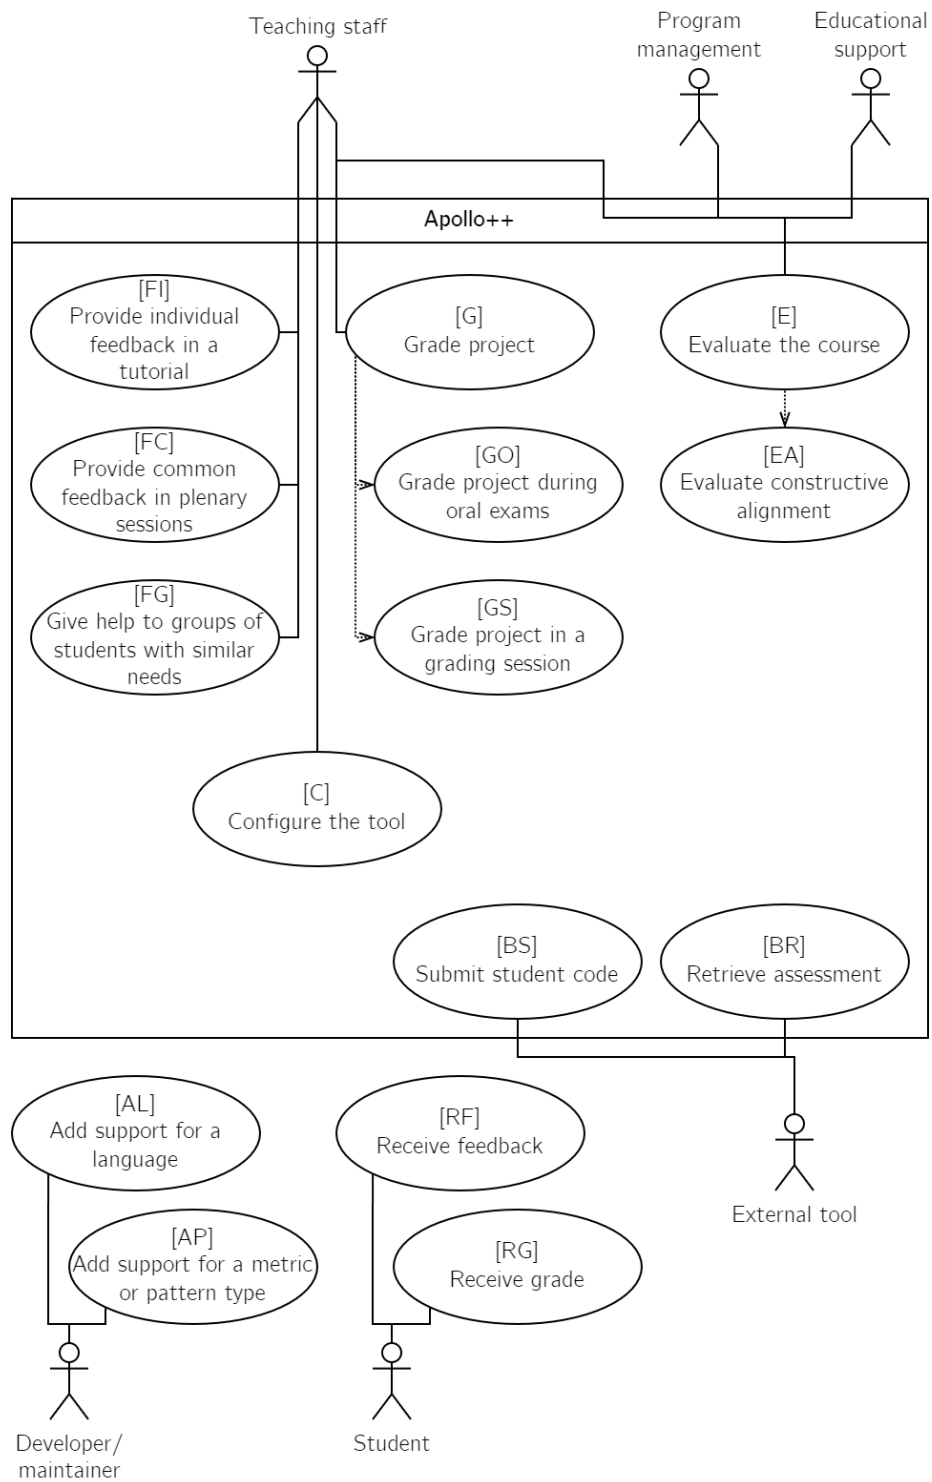 Teaching staff
Program
management
Educational
support
Apollo++
[FI]
Provide individual
feedback in a
tutorial
[G]
Grade project
[E]
Evaluate the course
[FC]
Provide common
feedback in plenary
sessions
[GO]
Grade project during
oral exams
[EA]
Evaluate constructive
alignment
[FG]
Give help to groups of
students with similar
needs
[GS]
Grade project in a
grading session
[C]
Configure the tool
[BS]
Submit student code
[BR]
Retrieve assessment
[AL]
Add support for a
language
[RF]
Receive feedback
External tool
[AP]
Add support for a metric
or pattern type
[RG]
Receive grade
Developer/
maintainer
Student